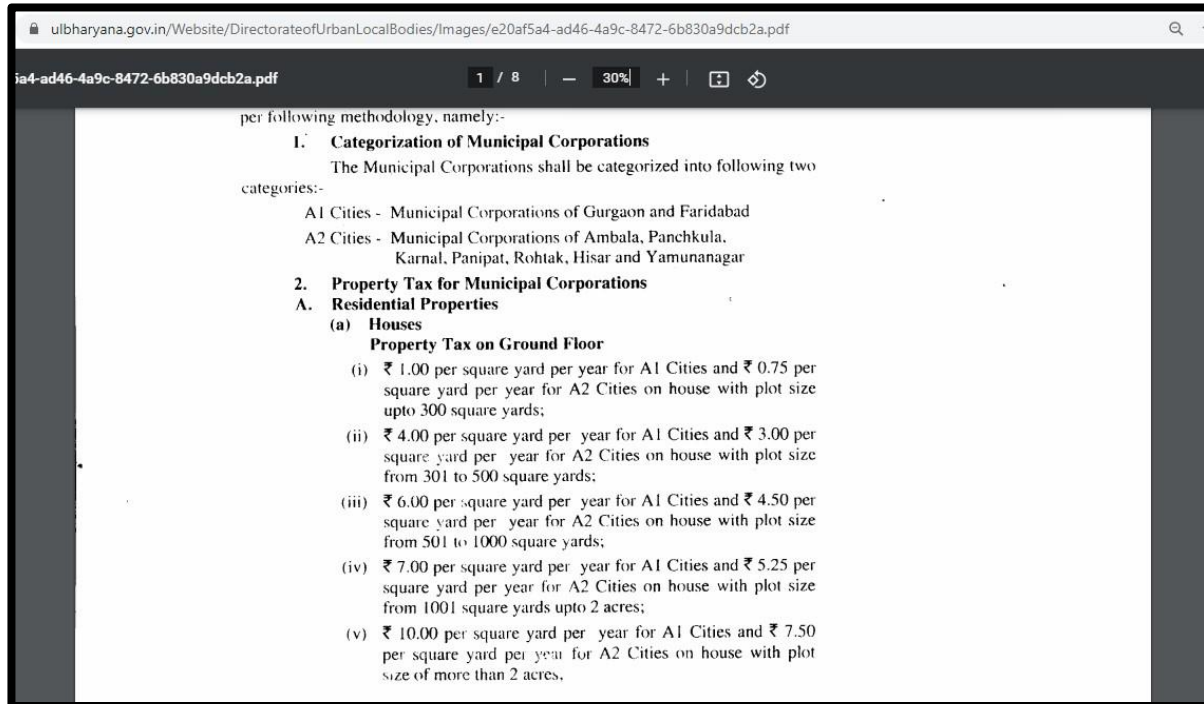 ulbharyana.gov.in/Website/DirectorateofUrbanLocalBodies/Images/e20af5a4-ad46-4a9c-8472-6b830a9dcb2a.pdf
5a4-ad46-4a9c-8472-6b830a9dcb2a.pdf 1 / 8 30%
per following methodology, namely:-
1. Categorization of Municipal Corporations
The Municipal Corporations shall be categorized into following two
categories:-
A1 Cities - Municipal Corporations of Gurgaon and Faridabad
A2 Cities - Municipal Corporations of Ambala, Panchkula,
Karnal, Panipat, Rohtak, Hisar and Yamunanagar
2. Property Tax for Municipal Corporations
A. Residential Properties
(a) Houses
Property Tax on Ground Floor
(i) ₹ 1.00 per square yard per year for A1 Cities and ₹ 0.75 per
square yard per year for A2 Cities on house with plot size
upto 300 square yards;
(ii) ₹ 4.00 per square yard per year for A1 Cities and ₹ 3.00 per
square yard per year for A2 Cities on house with plot size
from 301 to 500 square yards;
(iii) ₹ 6.00 per square yard per year for A1 Cities and ₹ 4.50 per
square yard per year for A2 Cities on house with plot size
from 501 to 1000 square yards;
(iv) ₹ 7.00 per square yard per year for A1 Cities and ₹ 5.25 per
square yard per year for A2 Cities on house with plot size
from 1001 square yards upto 2 acres;
(v) ₹ 10.00 per square yard per year for A1 Cities and ₹ 7.50
per square yard per year for A2 Cities on house with plot
size of more than 2 acres,